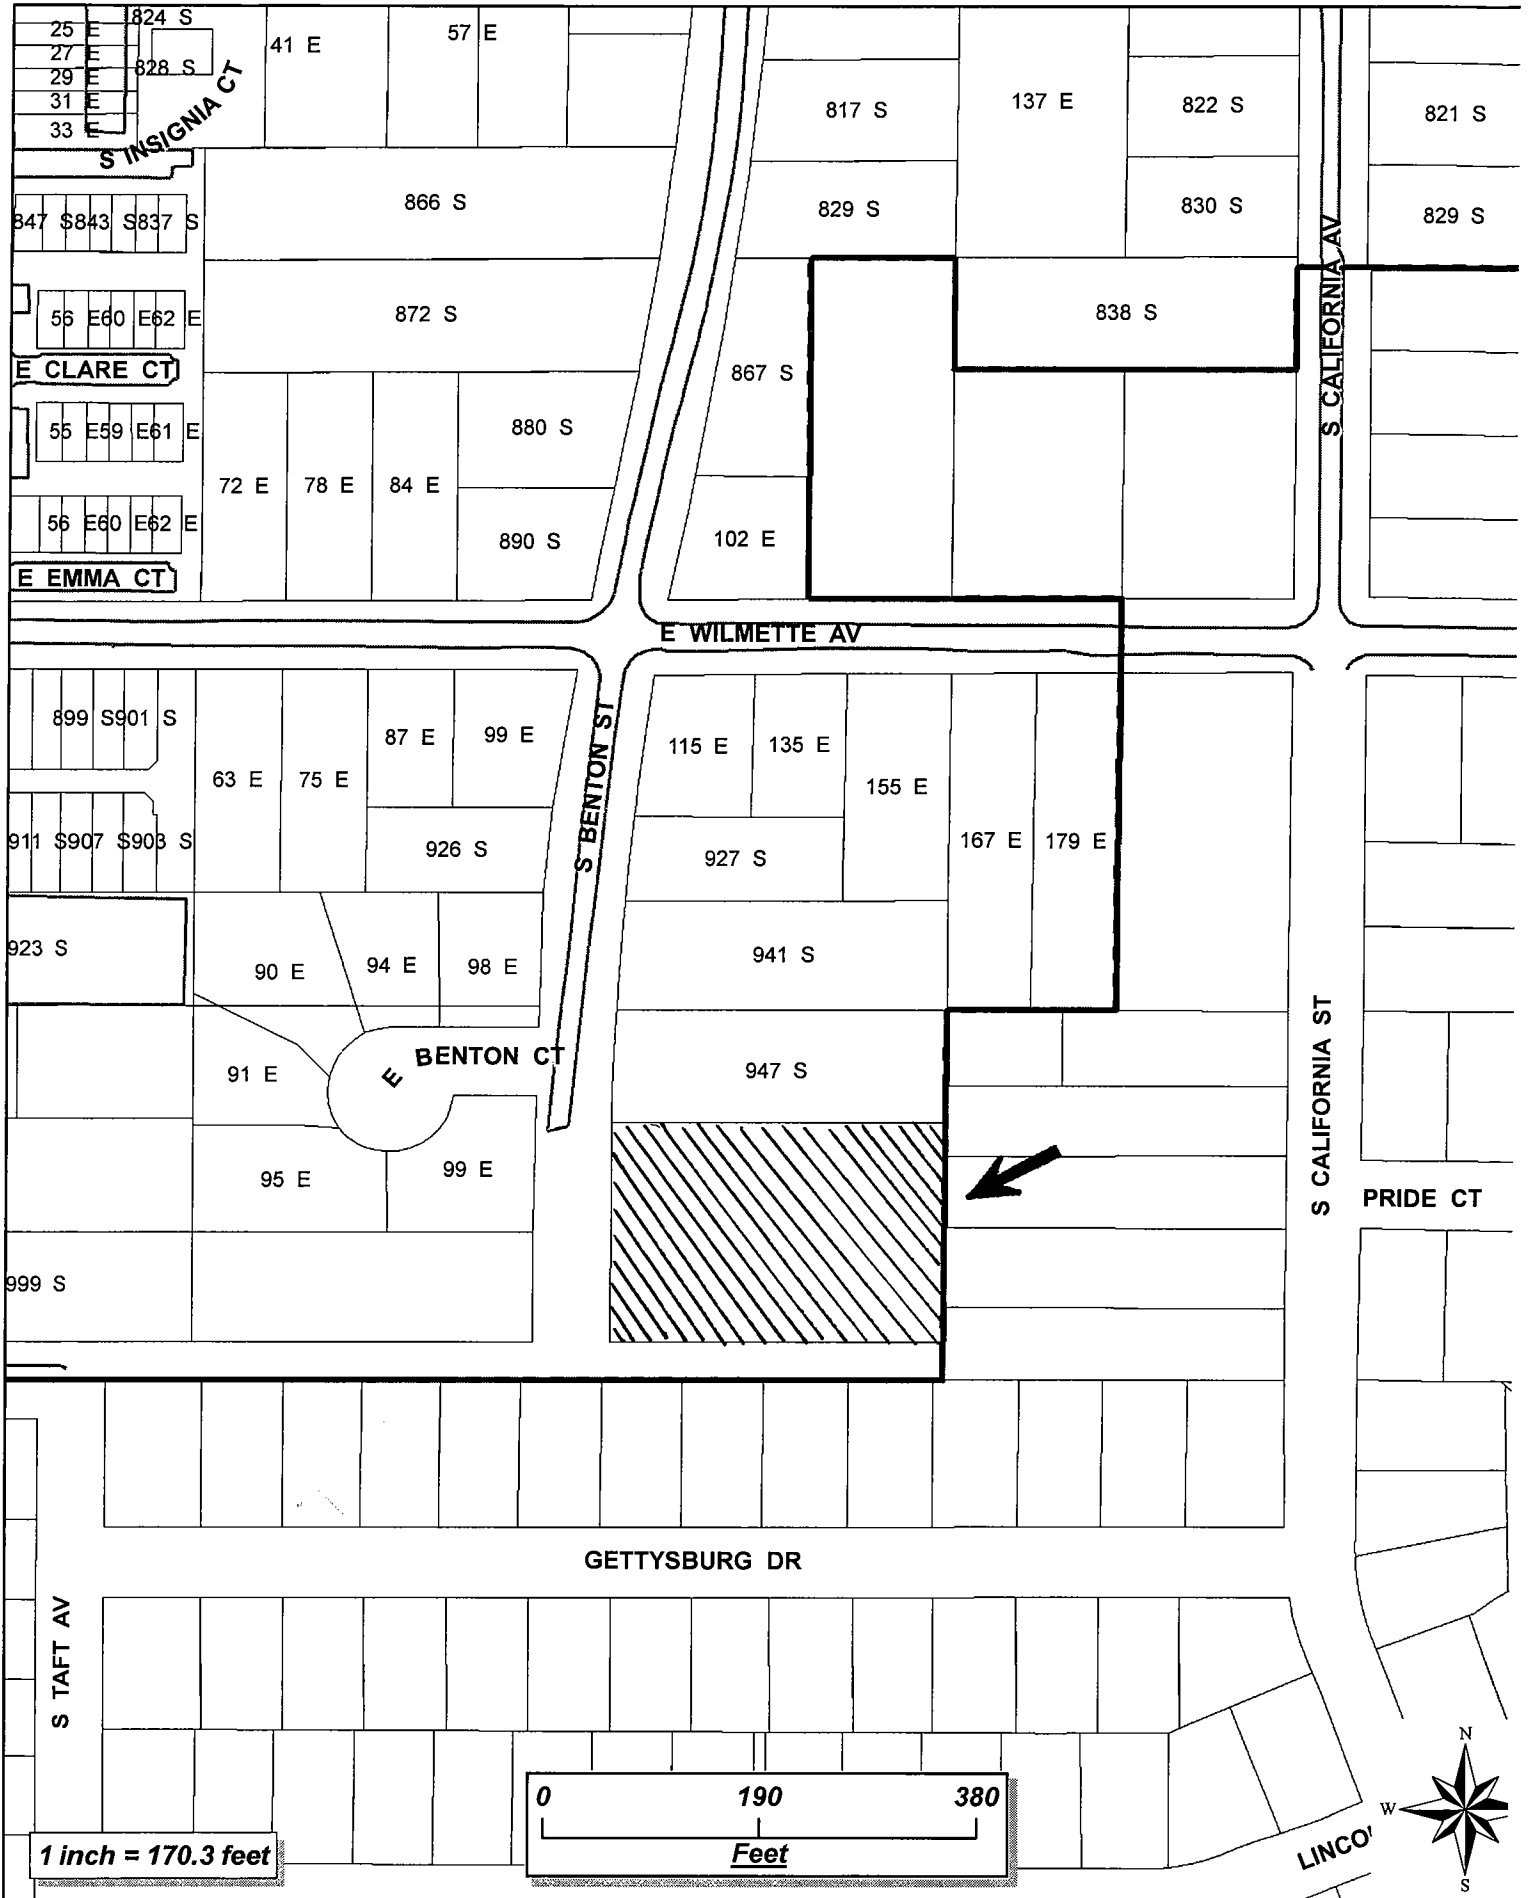 824 S
25 E
41 E
57 E
27 E
828 S
29 E
31 E
33 E
S INSIGNIA CT
817 S
137 E
822 S
821 S
847 S 843 S 837 S
866 S
829 S
830 S
829 S
S CALIFORNIA AV
56 E 60 E 62 E
872 S
838 S
E CLARE CT
867 S
55 E 59 E 61 E
880 S
72 E
78 E
84 E
56 E 60 E 62 E
890 S
102 E
E EMMA CT
E WILMETTE AV
899 S 901 S
87 E
99 E
115 E
135 E
63 E
75 E
155 E
S BENTON ST
911 S 907 S 903 S
926 S
927 S
167 E
179 E
923 S
90 E
94 E
98 E
941 S
E BENTON CT
91 E
947 S
S CALIFORNIA ST
95 E
99 E
PRIDE CT
999 S
GETTYSBURG DR
S TAFT AV
0 190 380
Feet
1 inch = 170.3 feet
N
W
S